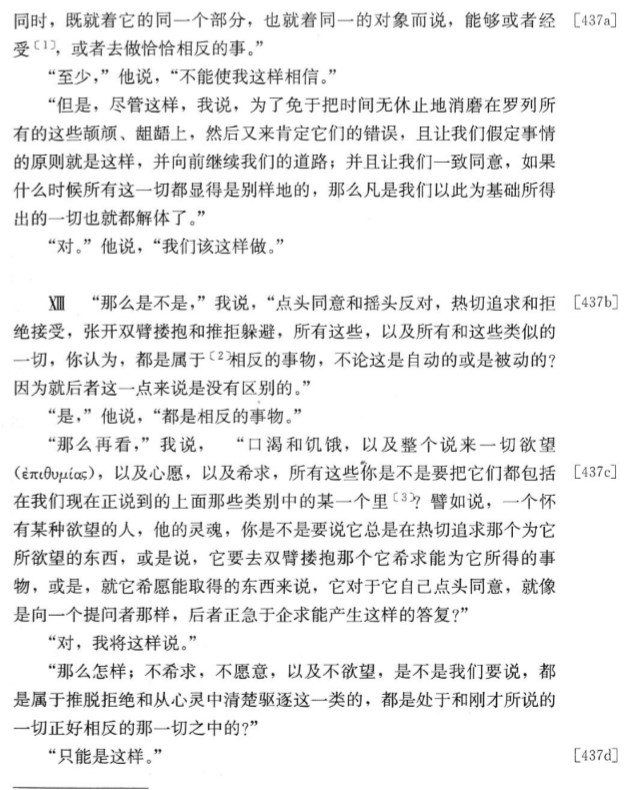 同时，既就着它的同一个部分，也就着同一的对象而说，能够或者经 [437a]
受〔1〕，或者去做恰恰相反的事。”
“至少，”他说，“不能使我这样相信。”
“但是，尽管这样，我说，为了免于把时间无休止地消磨在罗列所
有的这些颉颃、龃龉上，然后又来肯定它们的错误，且让我们假定事情
的原则就是这样，并向前继续我们的道路；并且让我们一致同意，如果
什么时候所有这一切都显得是别样地的，那么凡是我们以此为基础所得
出的一切也就都解体了。”
“对。”他说，“我们该这样做。”
XIII “那么是不是，”我说，“点头同意和摇头反对，热切追求和拒 [437b]
绝接受，张开双臂搂抱和推拒躲避，所有这些，以及所有和这些类似的
一切，你认为，都是属于〔2〕相反的事物，不论这是自动的或是被动的？
因为就后者这一点来说是没有区别的。”
“是，”他说，“都是相反的事物。”
“那么再看，”我说， “口渴和饥饿，以及整个说来一切欲望
（ἐπιθυμίας），以及心愿，以及希求，所有这些你是不是要把它们都包括 [437c]
在我们现在正说到的上面那些类别中的某一个里〔3〕？譬如说，一个怀
有某种欲望的人，他的灵魂，你是不是要说它总是在热切追求那个为它
所欲望的东西，或是说，它要去双臂搂抱那个它希求能为它所得的事
物，或是，就它希愿能取得的东西来说，它对于它自己点头同意，就像
是向一个提问者那样，后者正急于企求能产生这样的答复？”
“对，我将这样说。”
“那么怎样；不希求，不愿意，以及不欲望，是不是我们要说，都
是属于推脱拒绝和从心灵中清楚驱逐这一类的，都是处于和刚才所说的
一切正好相反的那一切之中的？”
“只能是这样。” [437d]